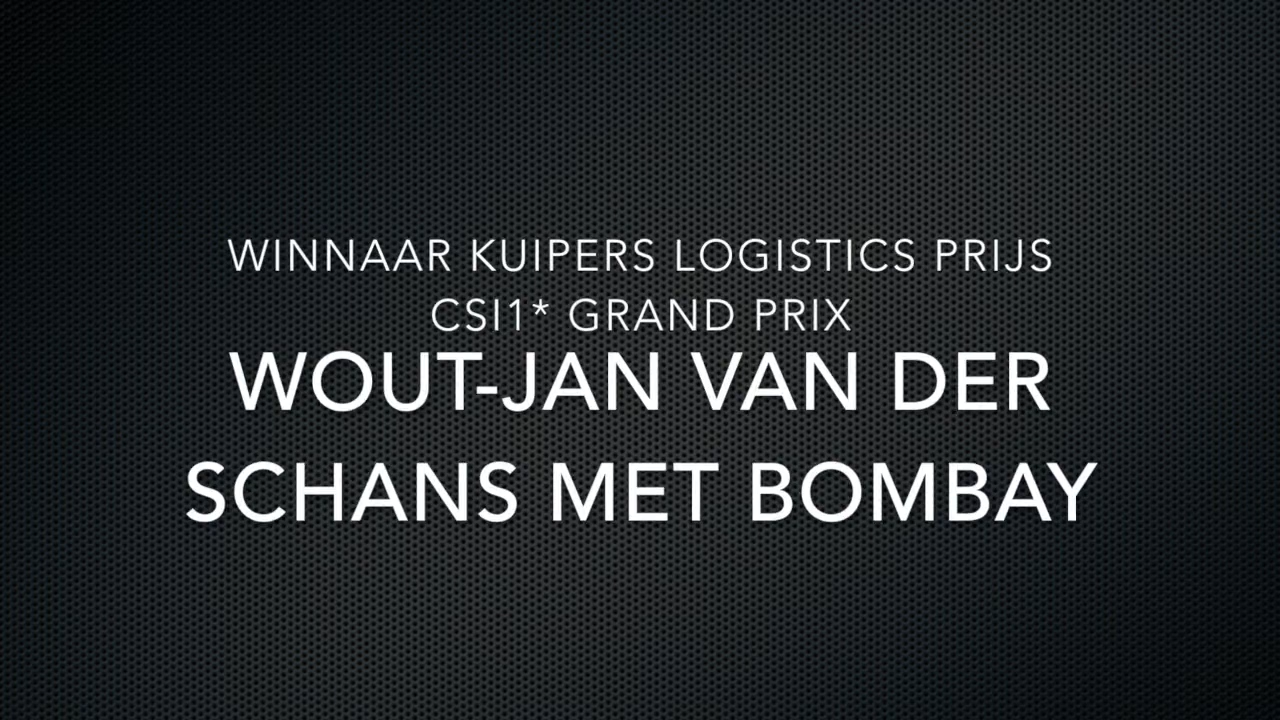 WINNAAR KUIPERS LOGISTICS PRIJS
CSI1* GRAND PRIX
WOUT-JAN VAN DER
SCHANS MET BOMBAY